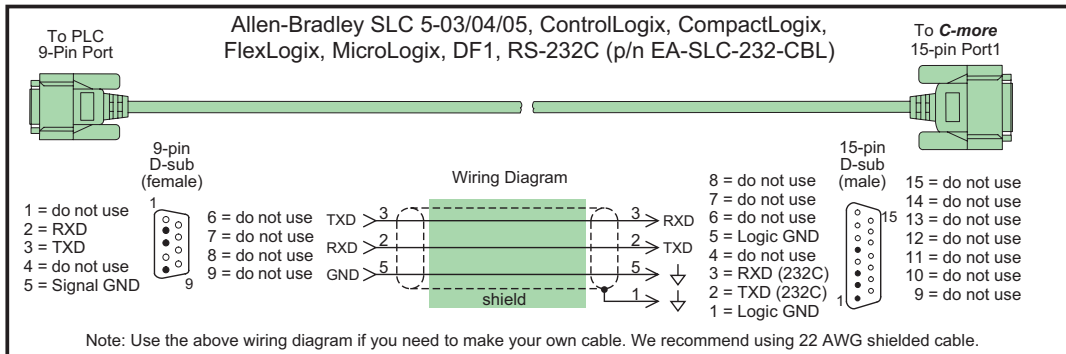 Allen-Bradley SLC 5-03/04/05, ControlLogix, CompactLogix,
FlexLogix, MicroLogix, DF1, RS-232C (p/n EA-SLC-232-CBL)
To PLC
9-Pin Port
To C-more
15-pin Port1
9-pin
D-sub
(female)
1
9
1 = do not use
2 = RXD
3 = TXD
4 = do not use
5 = Signal GND
6 = do not use
7 = do not use
8 = do not use
9 = do not use
Wiring Diagram
TXD 3 3 RXD
RXD 2 2 TXD
GND 5 5
1
shield
8 = do not use
7 = do not use
6 = do not use
5 = Logic GND
4 = do not use
3 = RXD (232C)
2 = TXD (232C)
1 = Logic GND
15-pin
D-sub
(male)
15
1
15 = do not use
14 = do not use
13 = do not use
12 = do not use
11 = do not use
10 = do not use
9 = do not use
Note: Use the above wiring diagram if you need to make your own cable. We recommend using 22 AWG shielded cable.